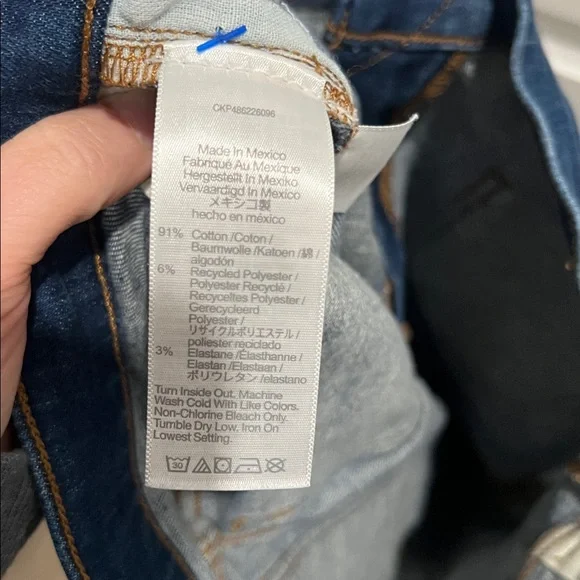 CKP486226096
Made In Mexico
Fabriqué Au Mexique
Hergestellt In Mexiko
Vervaardigd In Mexico
メキシコ製
hecho en méxico
91% Cotton /Coton /
Baumwolle /Katoen /綿 /
algodón
6% Recycled Polyester /
Polyester Recyclé /
Recyceltes Polyester /
Gerecycleerd
Polyester /
リサイクルポリエステル /
poliester reciclado
3% Elastane /Élasthanne /
Elastan /Elastaan /
ポリウレタン /elastano
Turn Inside Out. Machine
Wash Cold With Like Colors.
Non-Chlorine Bleach Only.
Tumble Dry Low. Iron On
Lowest Setting.
30